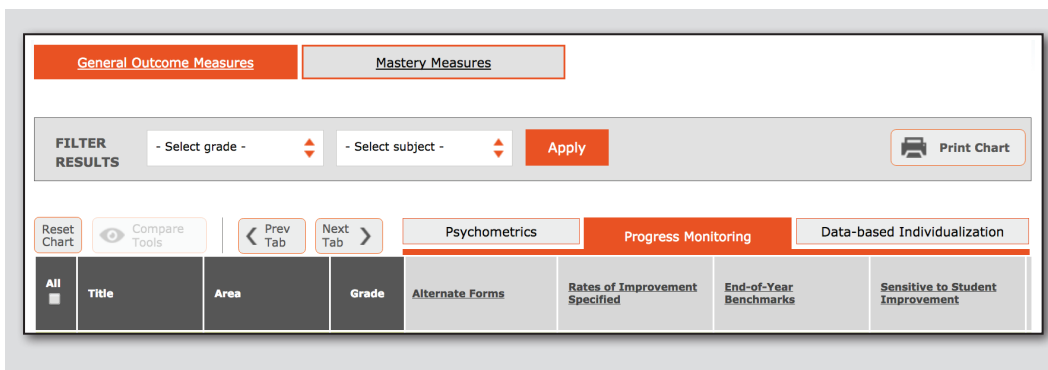 General Outcome Measures
Mastery Measures
FILTER
RESULTS
- Select grade -
- Select subject -
Apply
Print Chart
Reset
Chart
Compare
Tools
Prev
Tab
Next
Tab
Psychometrics
Progress Monitoring
Data-based Individualization
All
Title
Area
Grade
Alternate Forms
Rates of Improvement
Specified
End-of-Year
Benchmarks
Sensitive to Student
Improvement